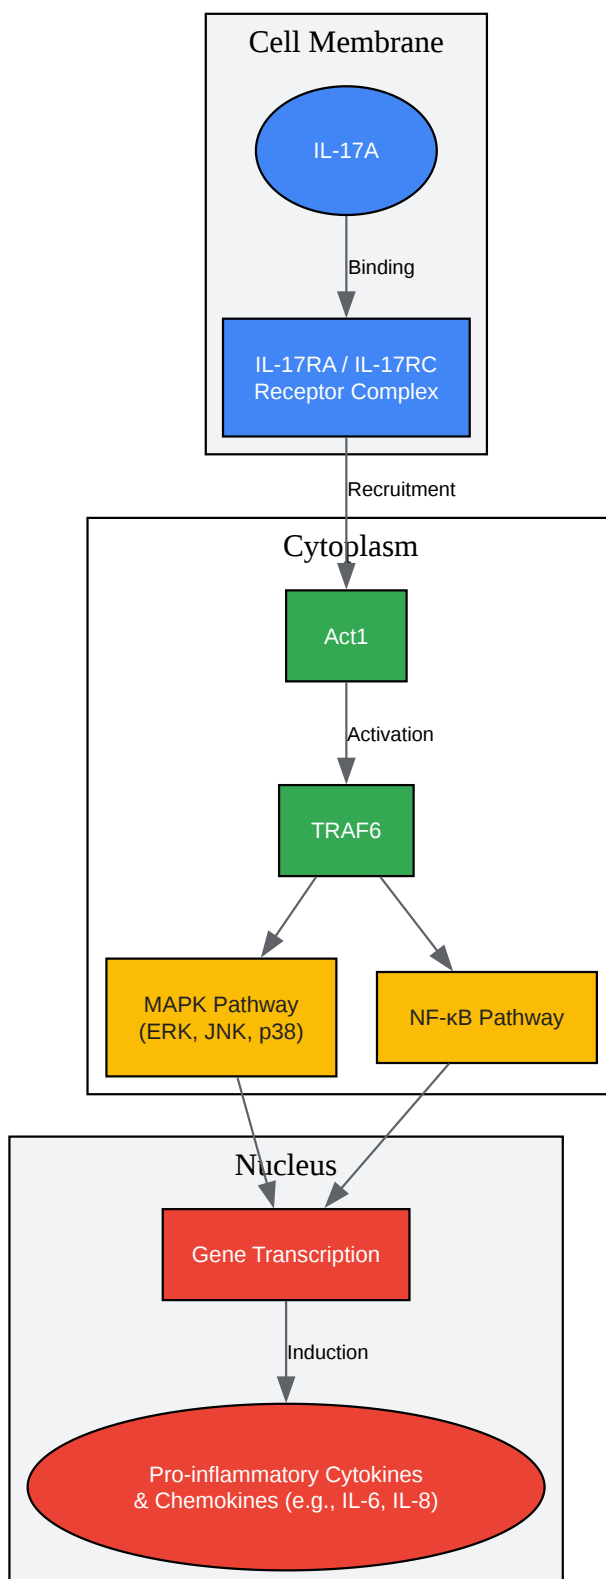 Cell Membrane
IL-17A
Binding
IL-17RA / IL-17RC
Receptor Complex
Recruitment
Cytoplasm
Act1
Activation
TRAF6
MAPK Pathway
(ERK, JNK, p38)
NF-κB Pathway
Nucleus
Gene Transcription
Induction
Pro-inflammatory Cytokines
& Chemokines (e.g., IL-6, IL-8)